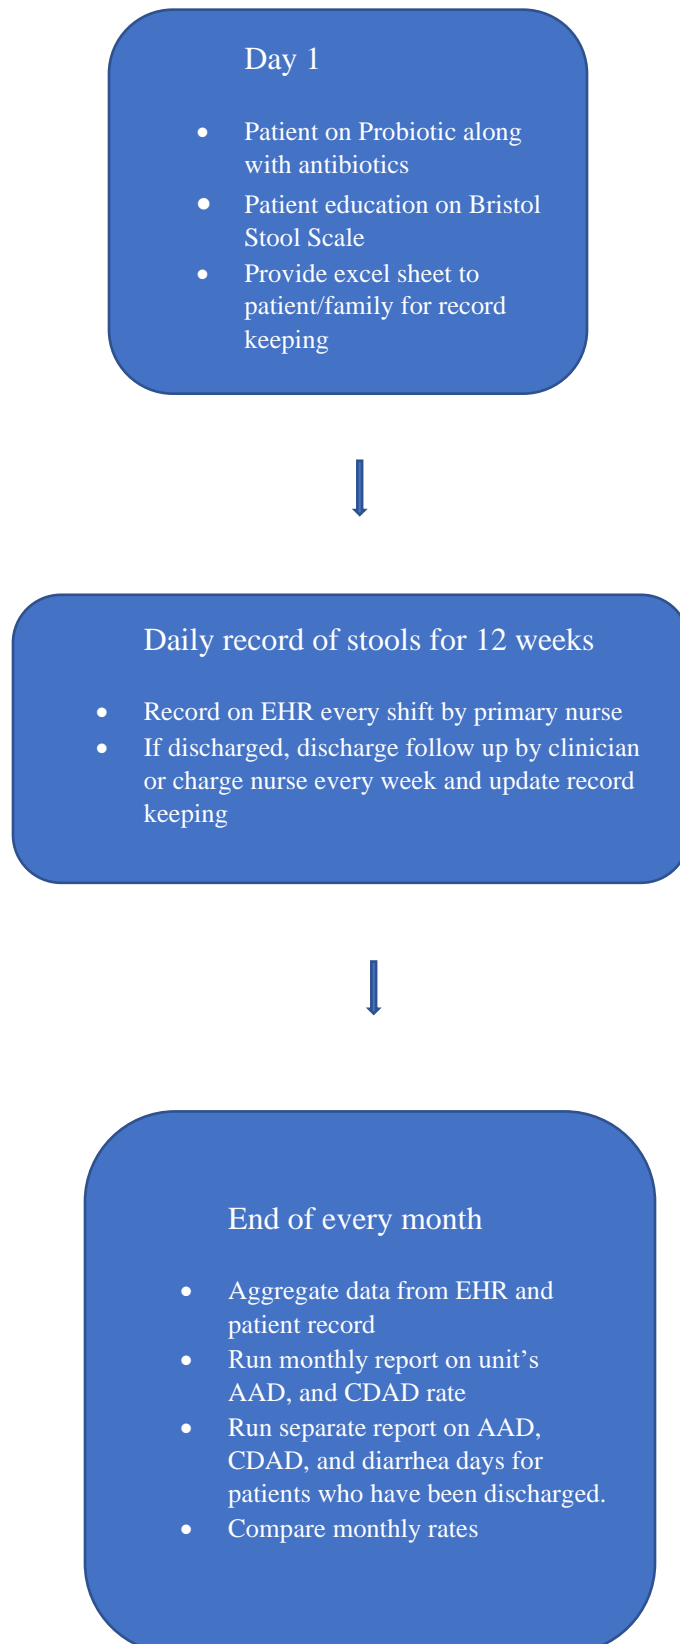 Day 1
• Patient on Probiotic along
with antibiotics
• Patient education on Bristol
Stool Scale
• Provide excel sheet to
patient/family for record
keeping
Daily record of stools for 12 weeks
• Record on EHR every shift by primary nurse
• If discharged, discharge follow up by clinician
or charge nurse every week and update record
keeping
End of every month
• Aggregate data from EHR and
patient record
• Run monthly report on unit’s
AAD, and CDAD rate
• Run separate report on AAD,
CDAD, and diarrhea days for
patients who have been discharged.
• Compare monthly rates